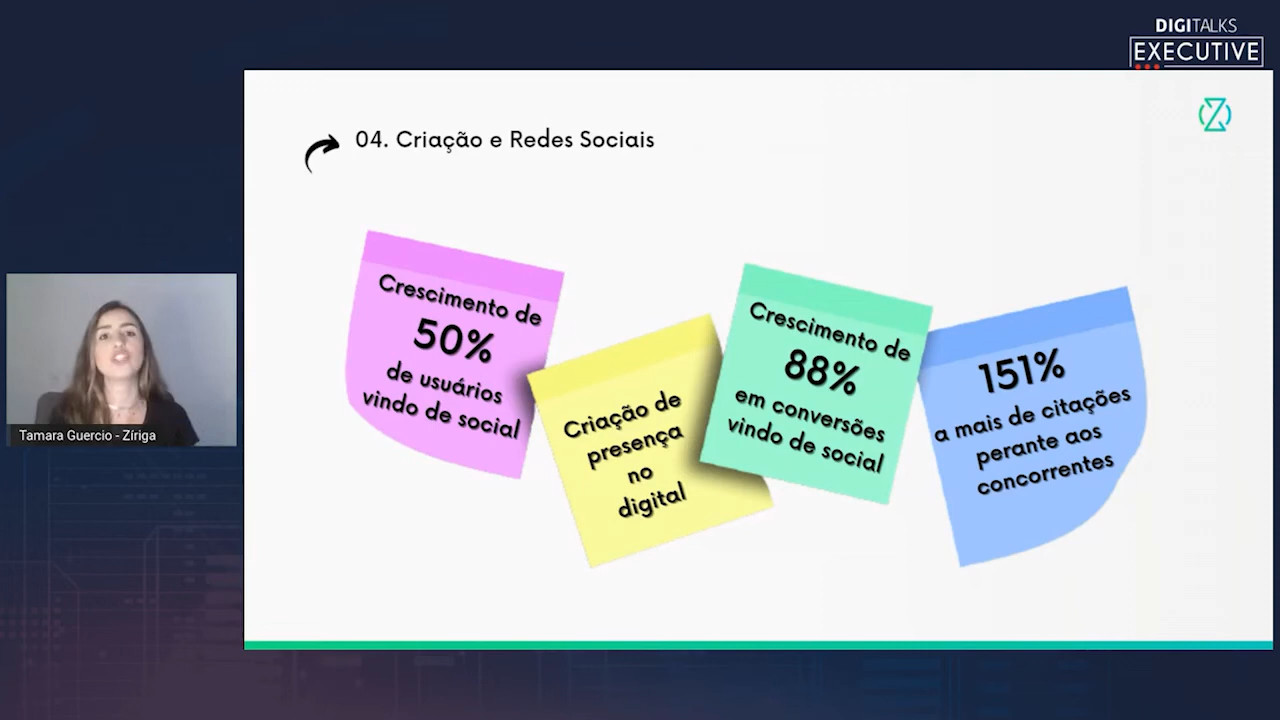 DIGITALKS
EXECUTIVE
04. Criação e Redes Sociais
Crescimento de
50%
de usuários
vindo de social
Criação de
presença
no
digital
Crescimento de
88%
em conversões
vindo de social
151%
a mais de citações
perante aos
concorrentes
Tamara Guercio - Zíriga